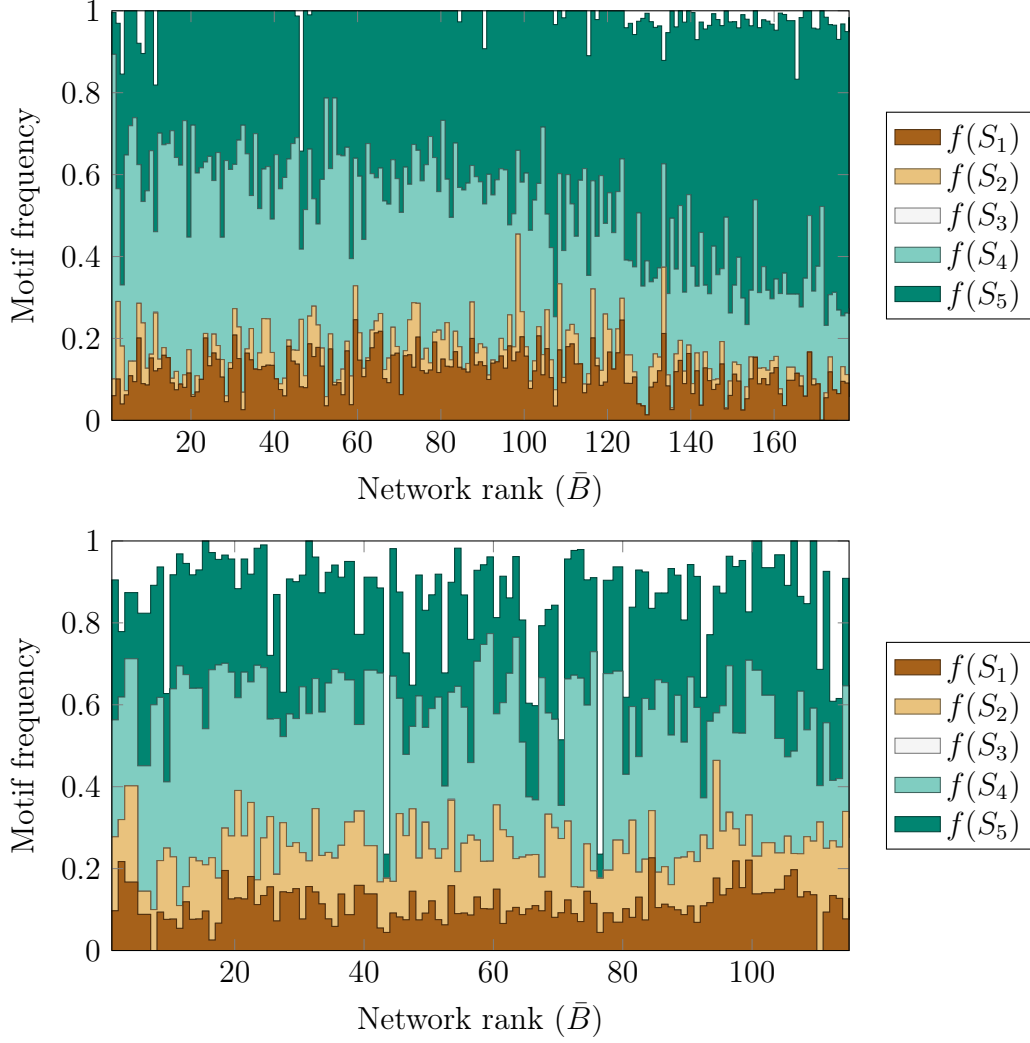 1
0.8
0.6
0.4
0.2
0
Motif frequency
20 40 60 80 100 120 140 160
Network rank (B̄)
f(S₁)
f(S₂)
f(S₃)
f(S₄)
f(S₅)
1
0.8
0.6
0.4
0.2
0
Motif frequency
20 40 60 80 100
Network rank (B̄)
f(S₁)
f(S₂)
f(S₃)
f(S₄)
f(S₅)